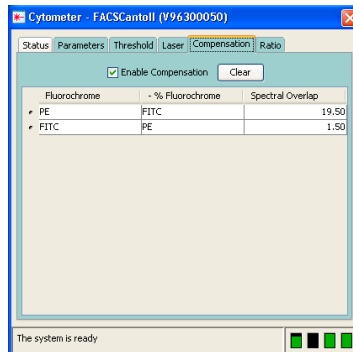 Cytometer - FACSCantoII (V96300050)
Status Parameters Threshold Laser Compensation Ratio
Enable Compensation Clear
Fluorochrome - % Fluorochrome Spectral Overlap
PE FITC 19.50
FITC PE 1.50
The system is ready